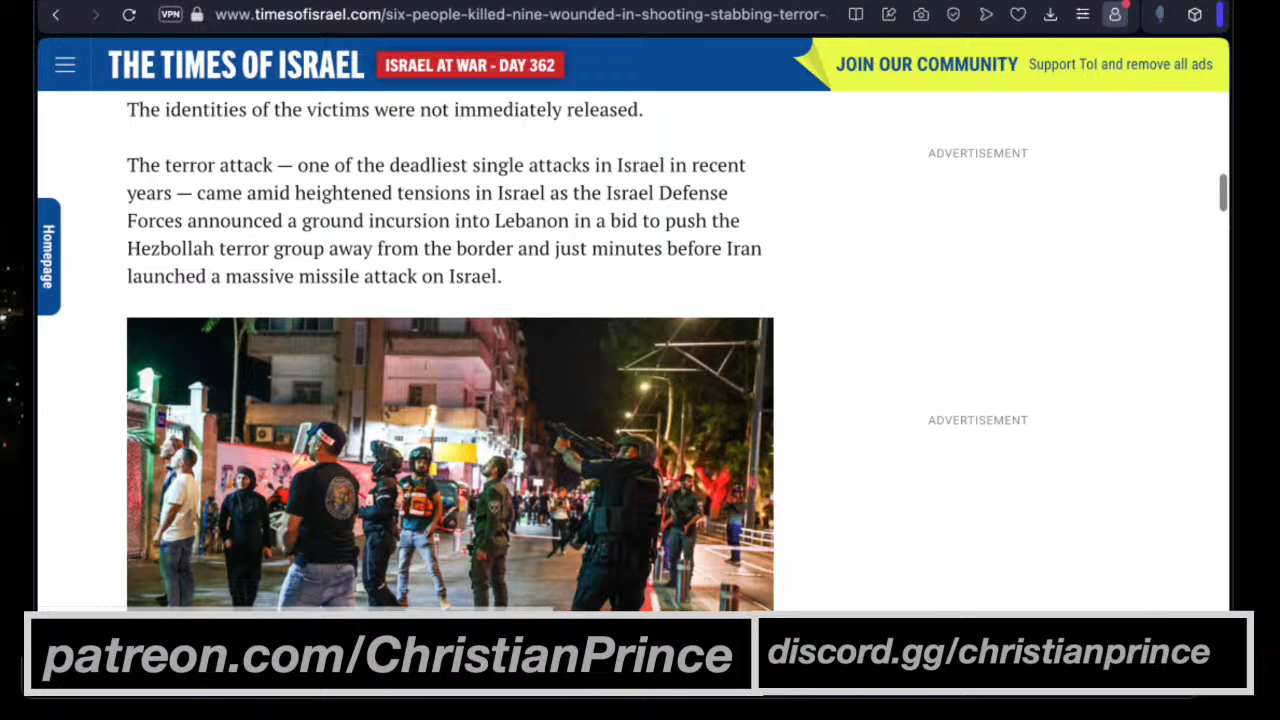 VPN www.timesofisrael.com/six-people-killed-nine-wounded-in-shooting-stabbing-terror-
THE TIMES OF ISRAEL ISRAEL AT WAR - DAY 362 JOIN OUR COMMUNITY Support ToI and remove all ads
The identities of the victims were not immediately released.
ADVERTISEMENT
The terror attack — one of the deadliest single attacks in Israel in recent
years — came amid heightened tensions in Israel as the Israel Defense
Forces announced a ground incursion into Lebanon in a bid to push the
Hezbollah terror group away from the border and just minutes before Iran
launched a massive missile attack on Israel.
Homepage
ADVERTISEMENT
patreon.com/ChristianPrince
discord.gg/christianprince